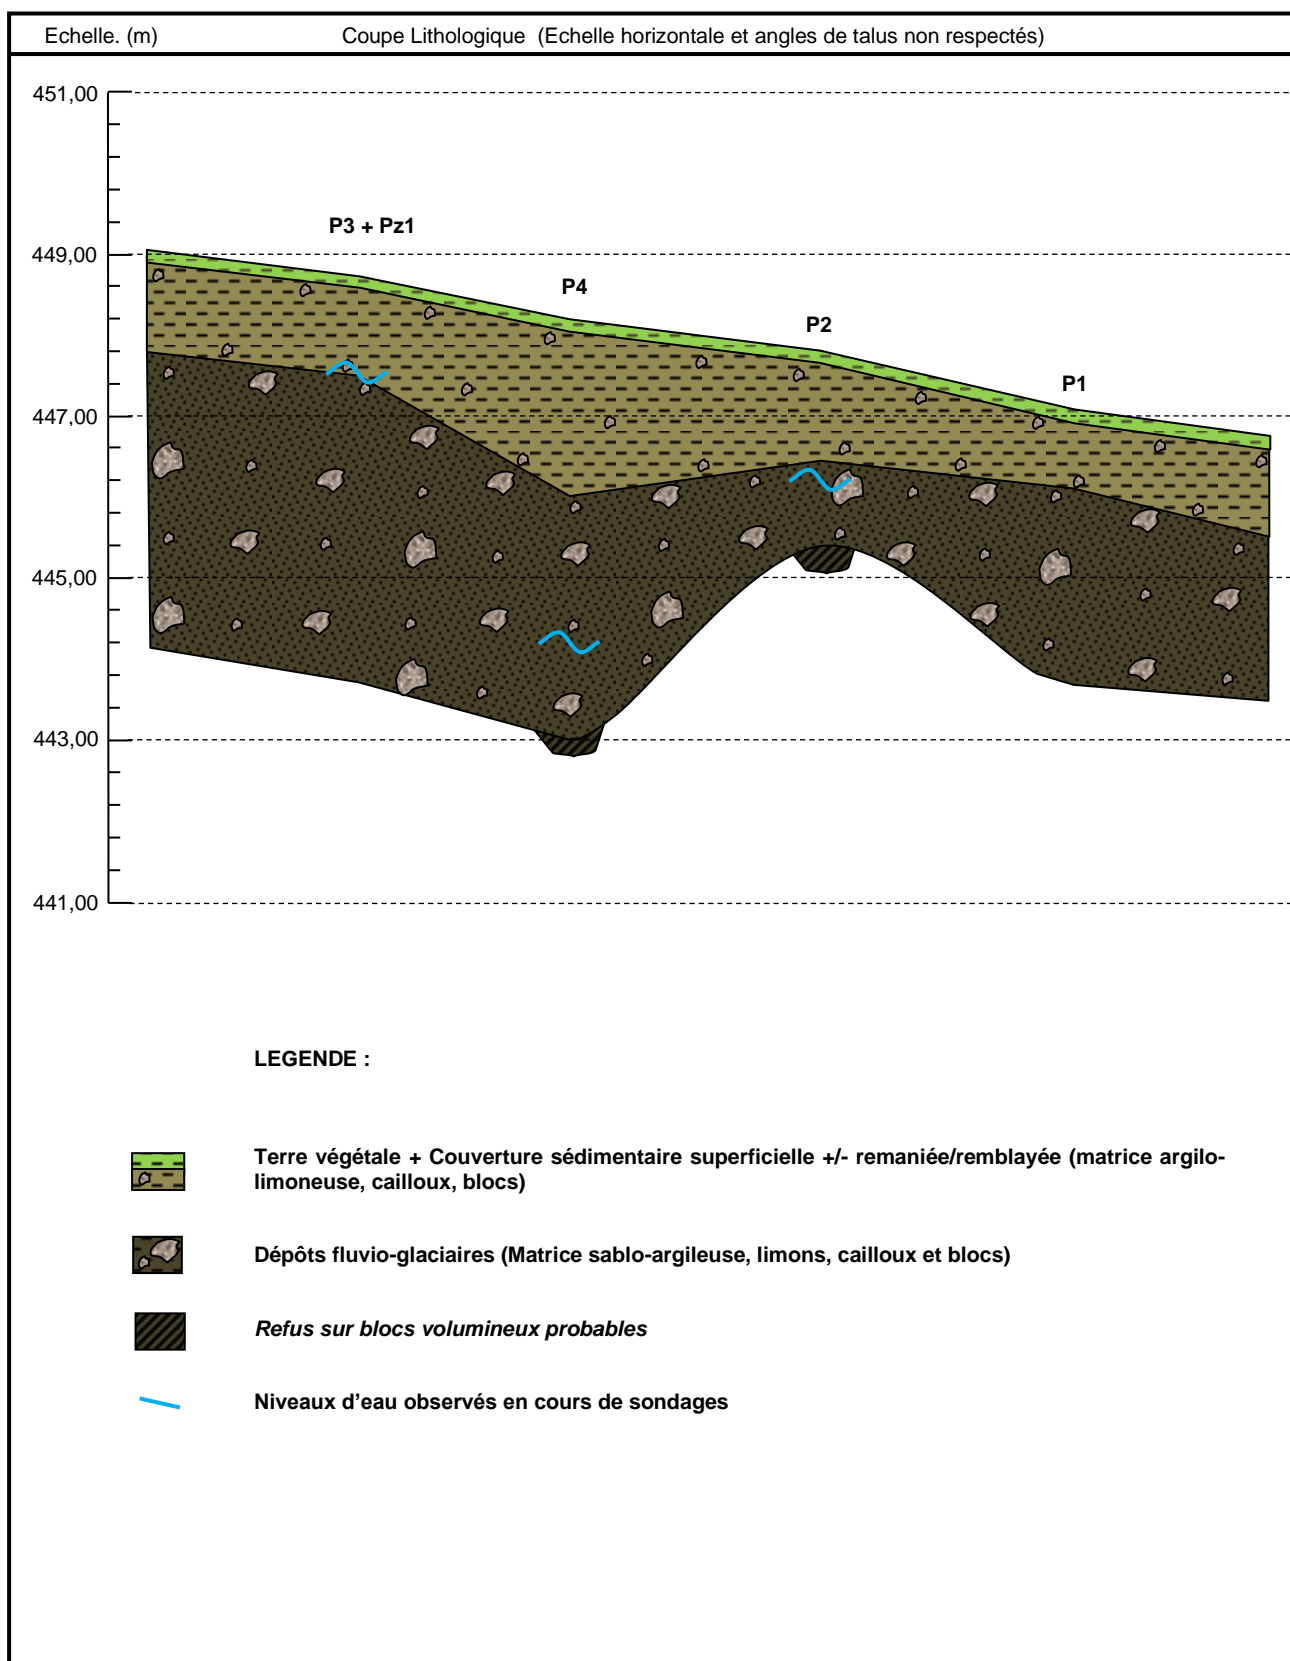 Echelle. (m) Coupe Lithologique (Echelle horizontale et angles de talus non respectés)
451,00
P3 + Pz1
449,00
P4
P2
P1
447,00
445,00
443,00
441,00
LEGENDE :
Terre végétale + Couverture sédimentaire superficielle +/- remaniée/remblayée (matrice argilo-
limoneuse, cailloux, blocs)
Dépôts fluvio-glaciaires (Matrice sablo-argileuse, limons, cailloux et blocs)
Refus sur blocs volumineux probables
Niveaux d’eau observés en cours de sondages